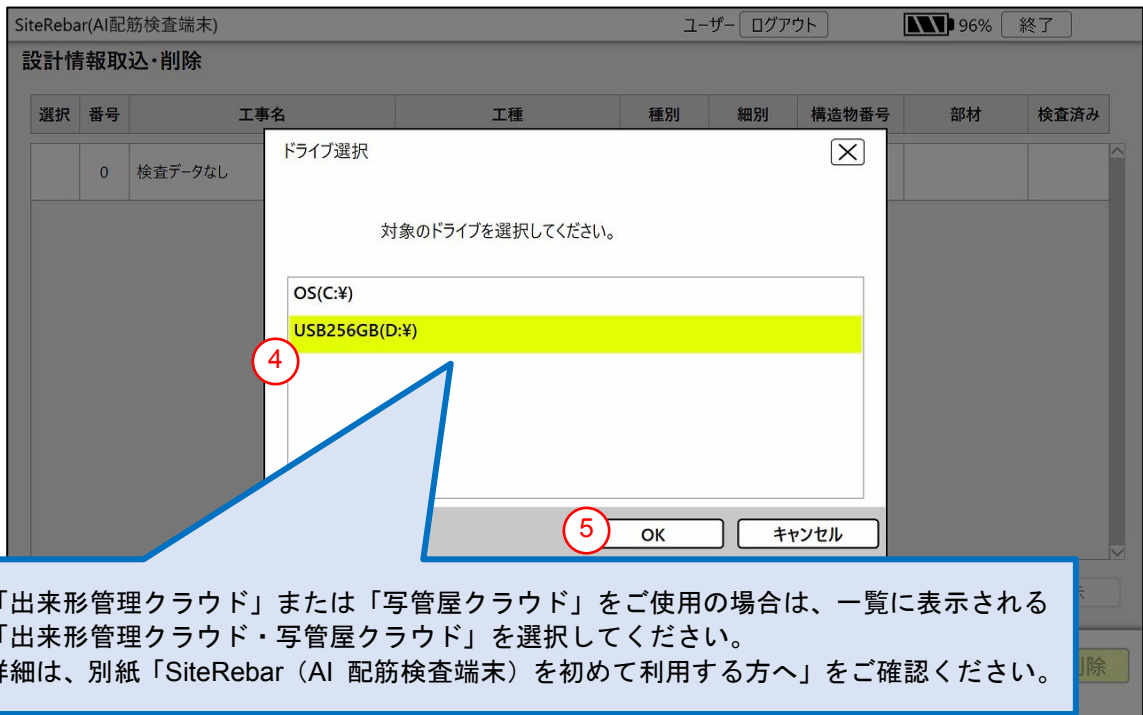 SiteRebar(AI配筋検査端末) ユーザー ログアウト 96% 終了
設計情報取込・削除
選択 番号 工事名 工種 種別 細別 構造物番号 部材 検査済み
0 検査データなし
ドライブ選択
対象のドライブを選択してください。
OS(C:¥)
USB256GB(D:¥)
4
5 OK キャンセル
「出来形管理クラウド」または「写管屋クラウド」をご使用の場合は、一覧に表示される
「出来形管理クラウド・写管屋クラウド」を選択してください。
詳細は、別紙「SiteRebar（AI 配筋検査端末）を初めて利用する方へ」をご確認ください。
除